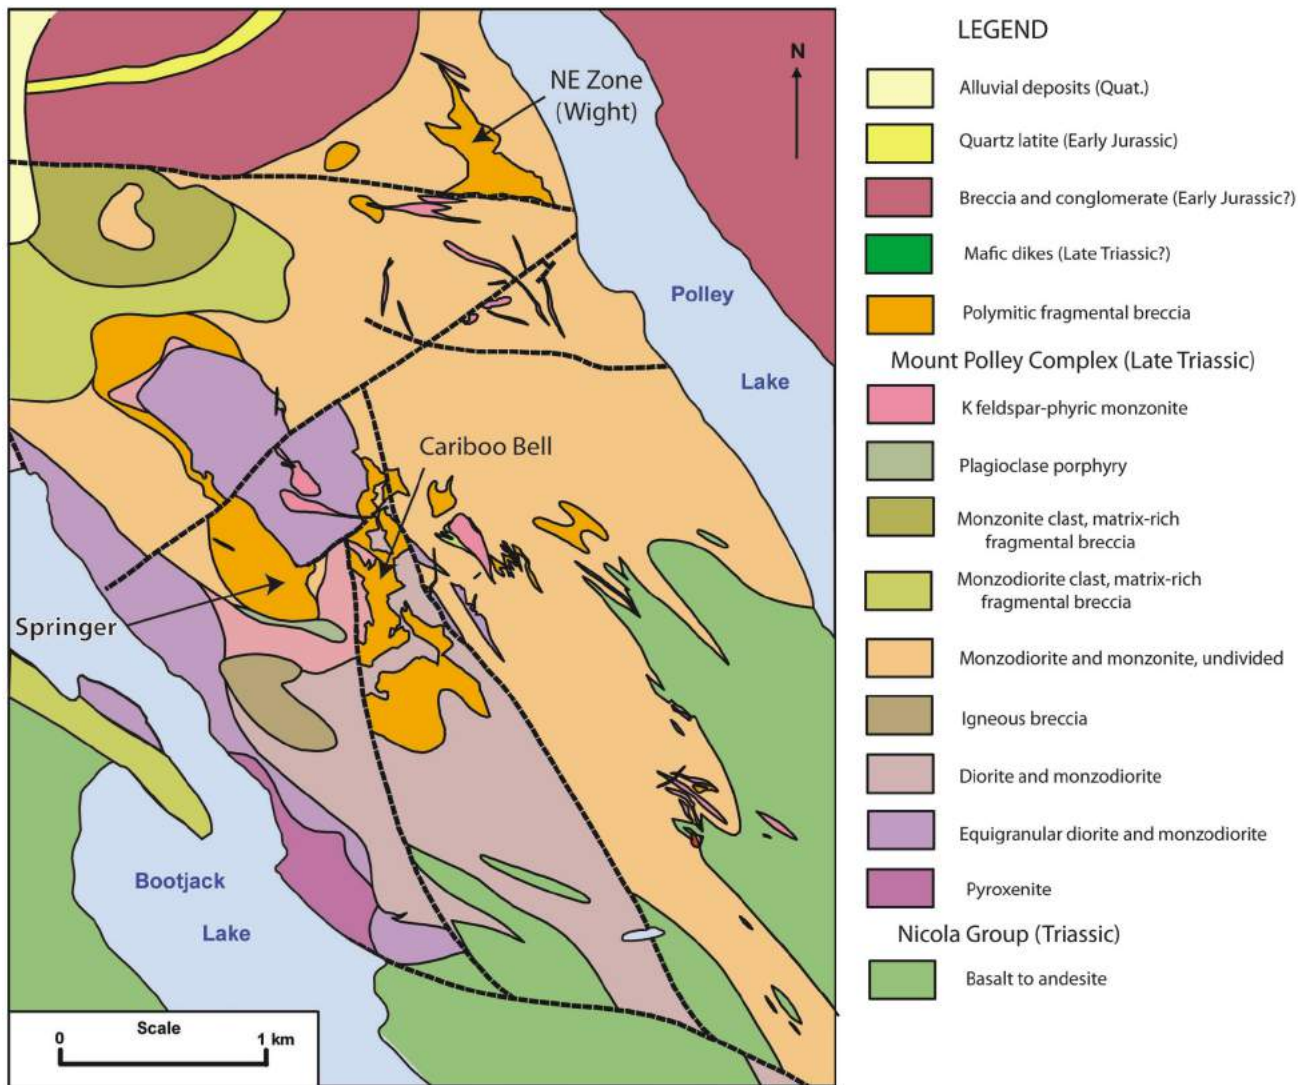 N
NE Zone
(Wight)
Polley
Lake
Cariboo Bell
Springer
Bootjack
Lake
Scale
0 1 km
LEGEND
Alluvial deposits (Quat.)
Quartz latite (Early Jurassic)
Breccia and conglomerate (Early Jurassic?)
Mafic dikes (Late Triassic?)
Polymitic fragmental breccia
Mount Polley Complex (Late Triassic)
K feldspar-phyric monzonite
Plagioclase porphyry
Monzonite clast, matrix-rich
fragmental breccia
Monzodiorite clast, matrix-rich
fragmental breccia
Monzodiorite and monzonite, undivided
Igneous breccia
Diorite and monzodiorite
Equigranular diorite and monzodiorite
Pyroxenite
Nicola Group (Triassic)
Basalt to andesite